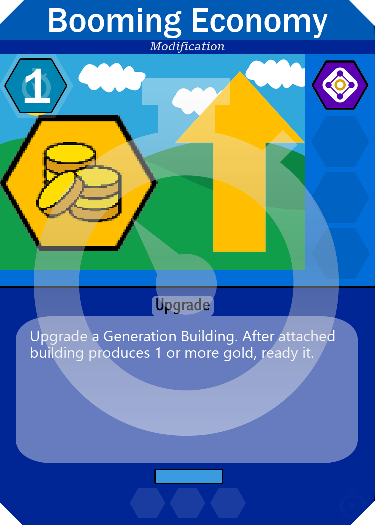 Booming Economy
Modification
1
Upgrade
Upgrade a Generation Building. After attached
building produces 1 or more gold, ready it.